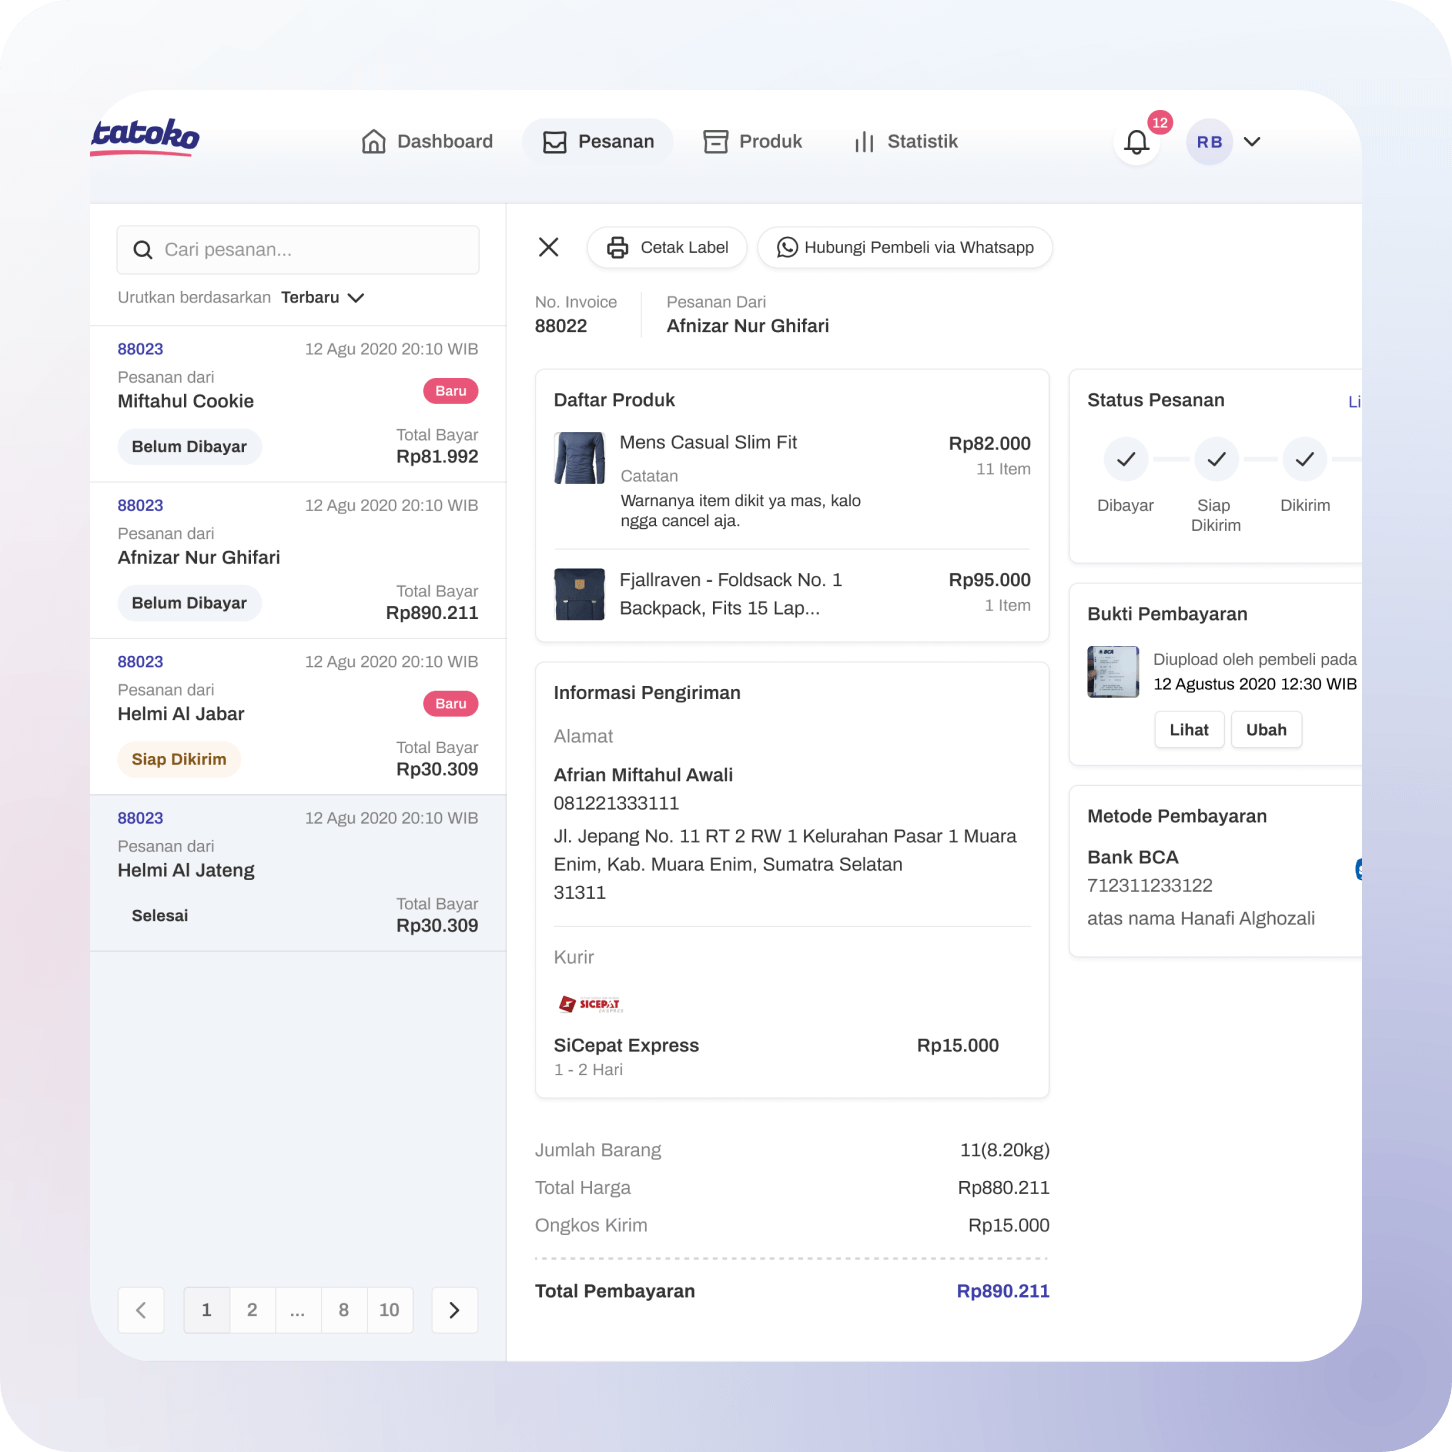 tatoko
Dashboard
Pesanan
Produk
Statistik
12
RB
Cari pesanan...
Urutkan berdasarkan Terbaru
88023 12 Agu 2020 20:10 WIB
Pesanan dari
Miftahul Cookie
Baru
Belum Dibayar
Total Bayar
Rp81.992
88023 12 Agu 2020 20:10 WIB
Pesanan dari
Afnizar Nur Ghifari
Belum Dibayar
Total Bayar
Rp890.211
88023 12 Agu 2020 20:10 WIB
Pesanan dari
Helmi Al Jabar
Baru
Siap Dikirim
Total Bayar
Rp30.309
88023 12 Agu 2020 20:10 WIB
Pesanan dari
Helmi Al Jateng
Selesai
Total Bayar
Rp30.309
1 2 ... 8 10
Cetak Label
Hubungi Pembeli via Whatsapp
No. Invoice
88022
Pesanan Dari
Afnizar Nur Ghifari
Daftar Produk
Mens Casual Slim Fit
Rp82.000
11 Item
Catatan
Warnanya item dikit ya mas, kalo
ngga cancel aja.
Fjallraven - Foldsack No. 1
Backpack, Fits 15 Lap...
Rp95.000
1 Item
Informasi Pengiriman
Alamat
Afrian Miftahul Awali
081221333111
Jl. Jepang No. 11 RT 2 RW 1 Kelurahan Pasar 1 Muara
Enim, Kab. Muara Enim, Sumatra Selatan
31311
Kurir
SICEPAT
EKSPRES
SiCepat Express
Rp15.000
1 - 2 Hari
Jumlah Barang 11(8.20kg)
Total Harga Rp880.211
Ongkos Kirim Rp15.000
Total Pembayaran Rp890.211
Status Pesanan
Li
Dibayar
Siap
Dikirim
Dikirim
Bukti Pembayaran
BCA
Diupload oleh pembeli pada
12 Agustus 2020 12:30 WIB
Lihat
Ubah
Metode Pembayaran
Bank BCA
712311233122
atas nama Hanafi Alghozali